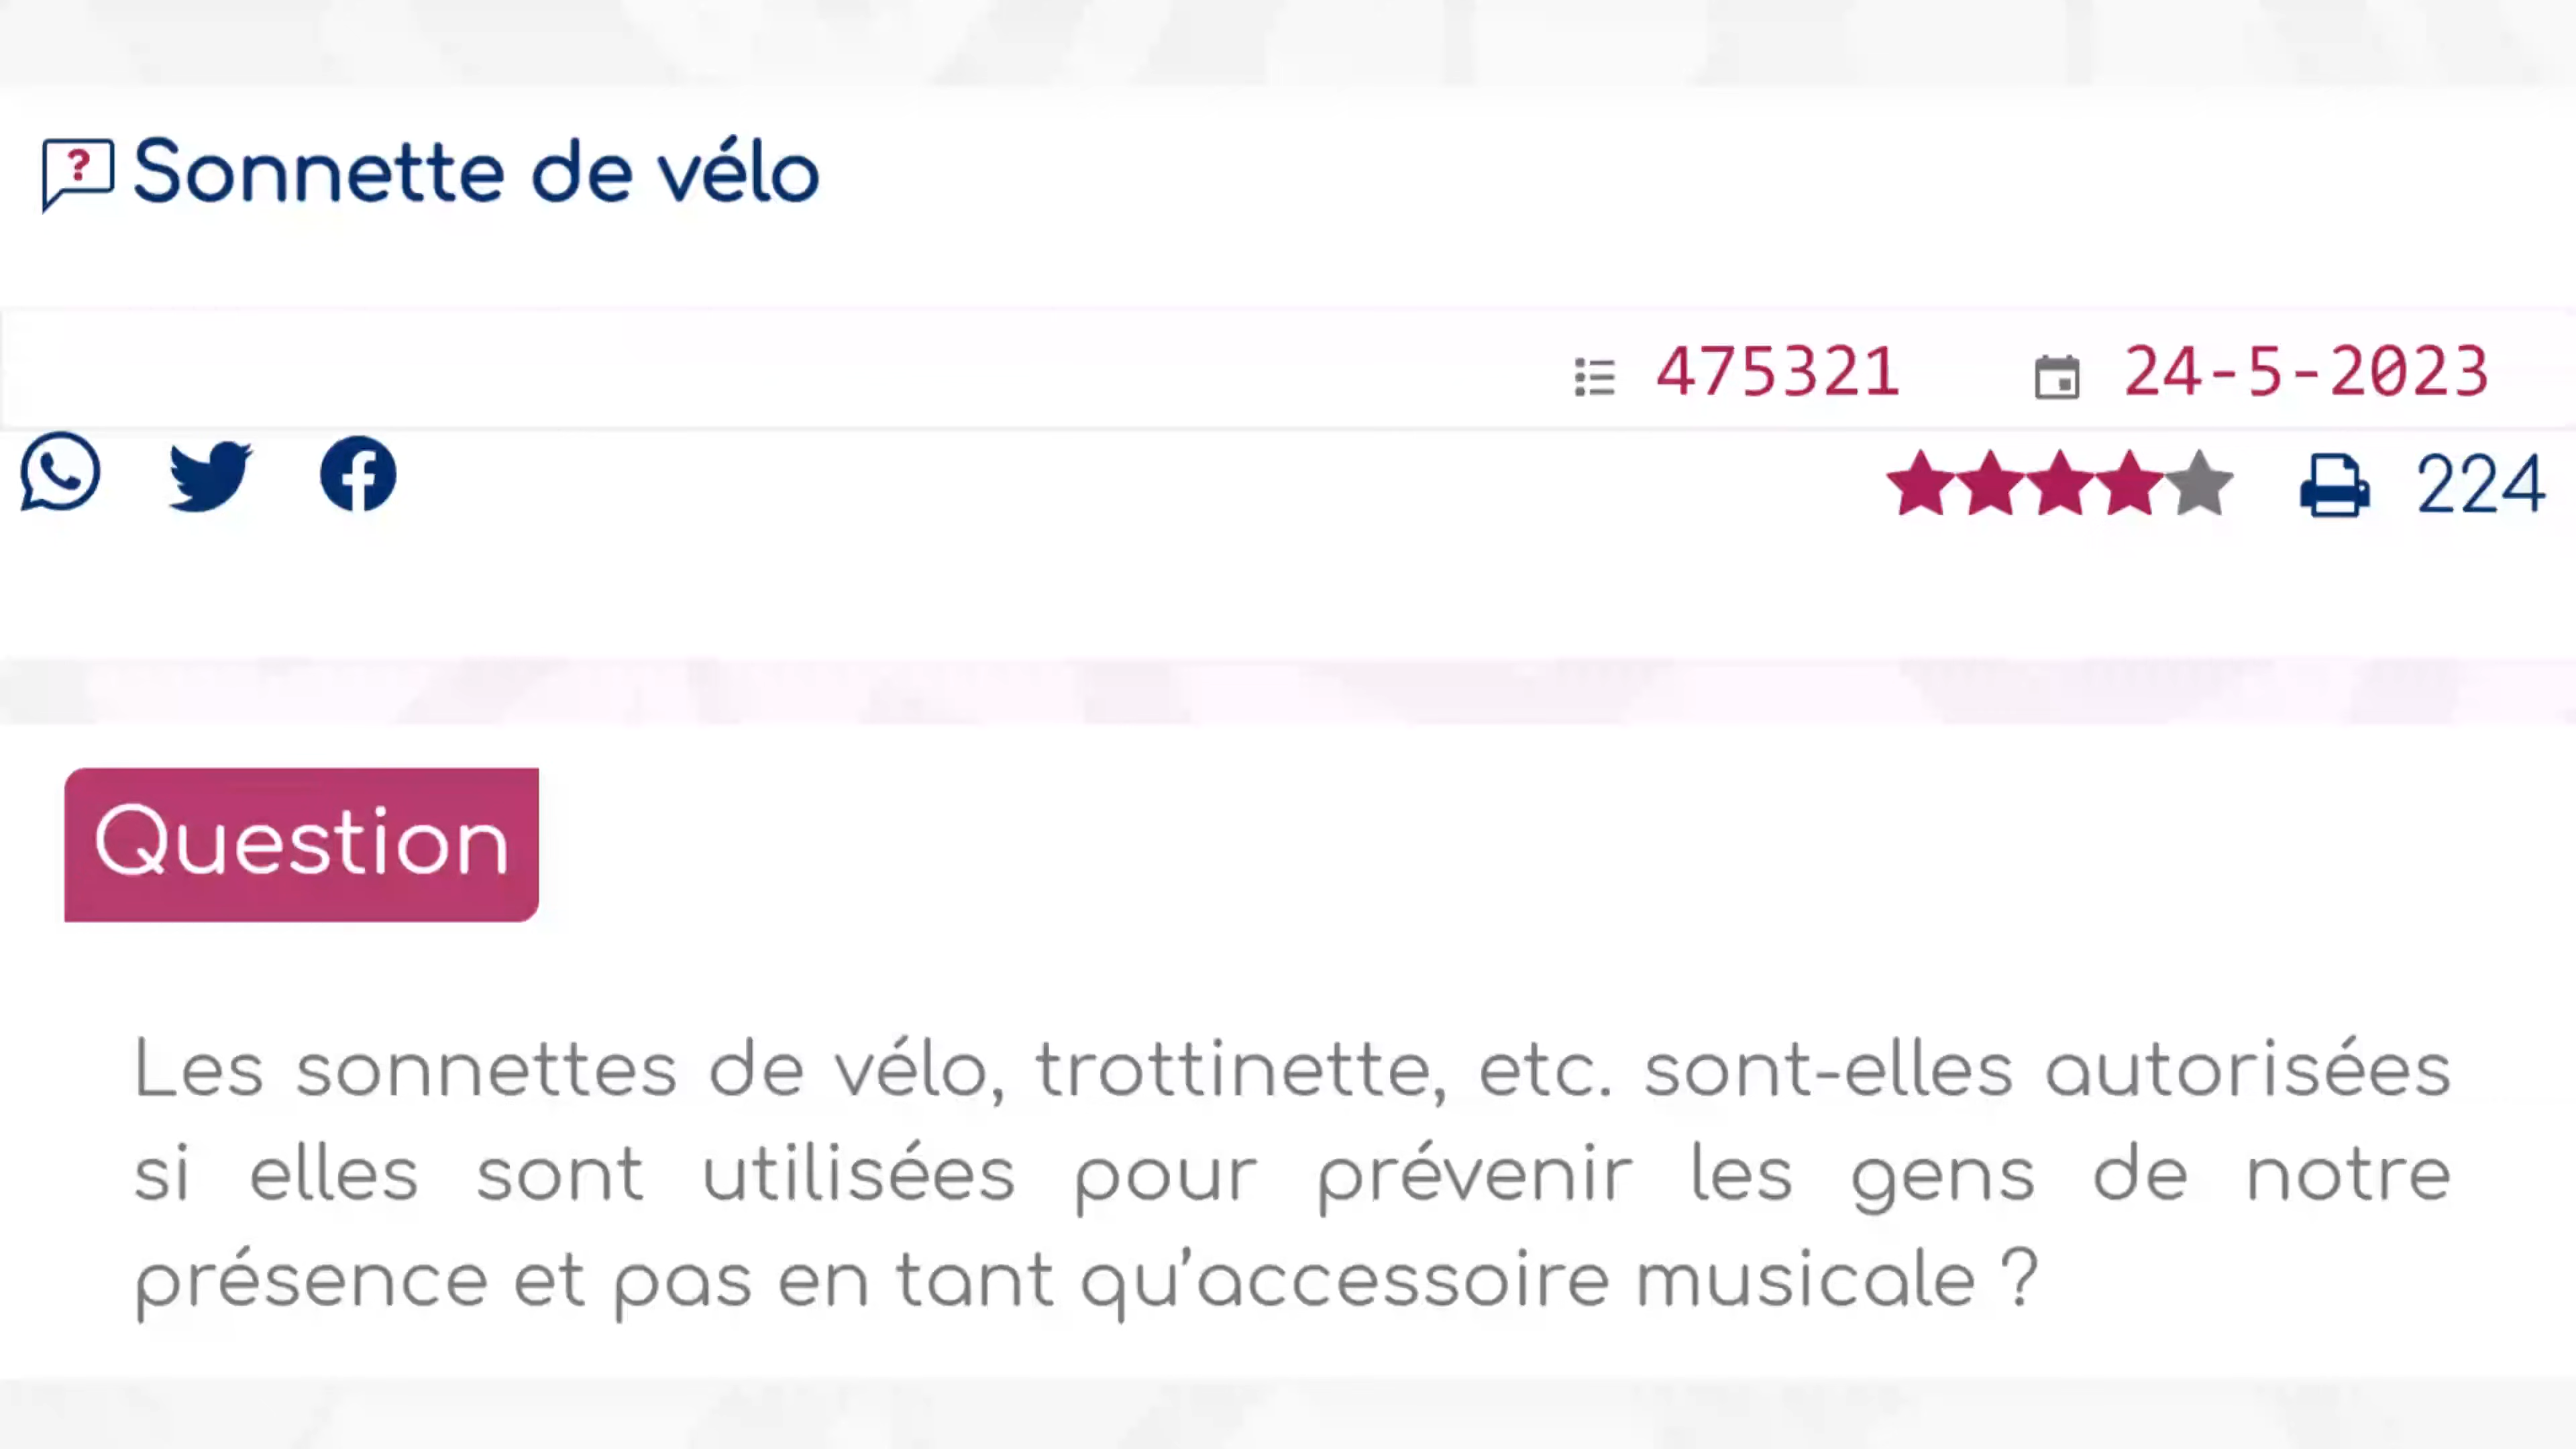 Sonnette de vélo
475321 24-5-2023
224
Question
Les sonnettes de vélo, trottinette, etc. sont-elles autorisées
si elles sont utilisées pour prévenir les gens de notre
présence et pas en tant qu’accessoire musicale ?